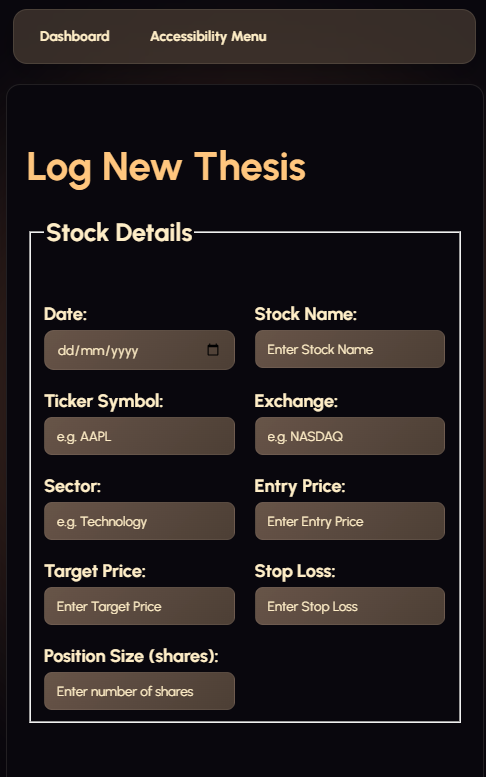 Dashboard Accessibility Menu
Log New Thesis
Stock Details
Date: Stock Name:
dd/mm/yyyy Enter Stock Name
Ticker Symbol: Exchange:
e.g. AAPL e.g. NASDAQ
Sector: Entry Price:
e.g. Technology Enter Entry Price
Target Price: Stop Loss:
Enter Target Price Enter Stop Loss
Position Size (shares):
Enter number of shares